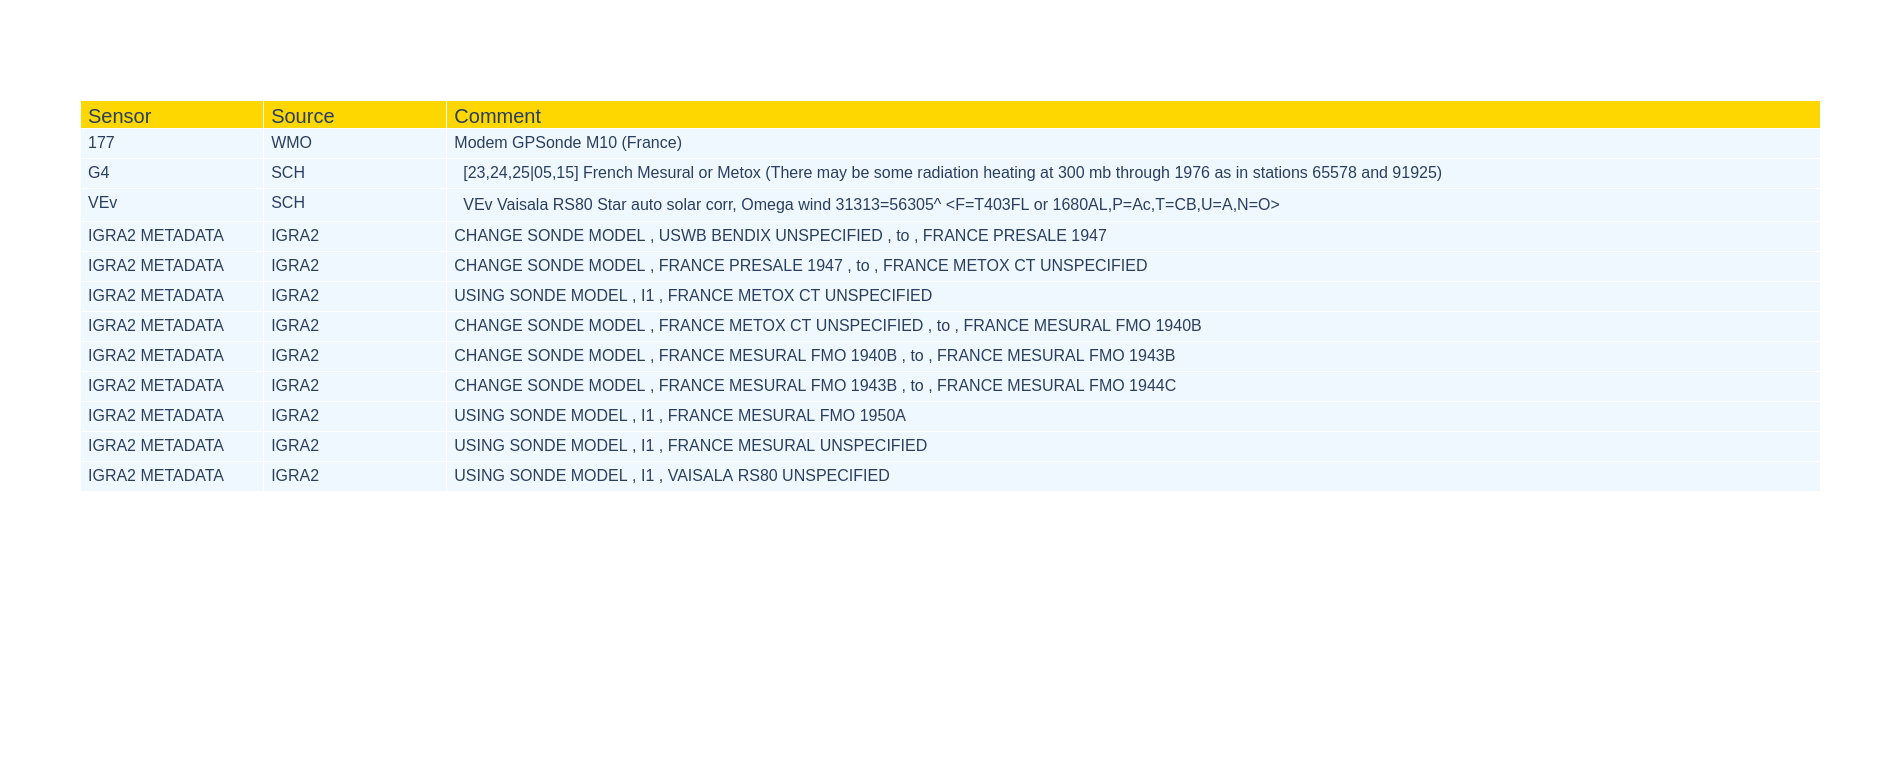 Sensor Source Comment
177 WMO Modem GPSonde M10 (France)
G4 SCH [23,24,25|05,15] French Mesural or Metox (There may be some radiation heating at 300 mb through 1976 as in stations 65578 and 91925)
VEv SCH VEv Vaisala RS80 Star auto solar corr, Omega wind 31313=56305^ <F=T403FL or 1680AL,P=Ac,T=CB,U=A,N=O>
IGRA2 METADATA IGRA2 CHANGE SONDE MODEL , USWB BENDIX UNSPECIFIED , to , FRANCE PRESALE 1947
IGRA2 METADATA IGRA2 CHANGE SONDE MODEL , FRANCE PRESALE 1947 , to , FRANCE METOX CT UNSPECIFIED
IGRA2 METADATA IGRA2 USING SONDE MODEL , I1 , FRANCE METOX CT UNSPECIFIED
IGRA2 METADATA IGRA2 CHANGE SONDE MODEL , FRANCE METOX CT UNSPECIFIED , to , FRANCE MESURAL FMO 1940B
IGRA2 METADATA IGRA2 CHANGE SONDE MODEL , FRANCE MESURAL FMO 1940B , to , FRANCE MESURAL FMO 1943B
IGRA2 METADATA IGRA2 CHANGE SONDE MODEL , FRANCE MESURAL FMO 1943B , to , FRANCE MESURAL FMO 1944C
IGRA2 METADATA IGRA2 USING SONDE MODEL , I1 , FRANCE MESURAL FMO 1950A
IGRA2 METADATA IGRA2 USING SONDE MODEL , I1 , FRANCE MESURAL UNSPECIFIED
IGRA2 METADATA IGRA2 USING SONDE MODEL , I1 , VAISALA RS80 UNSPECIFIED